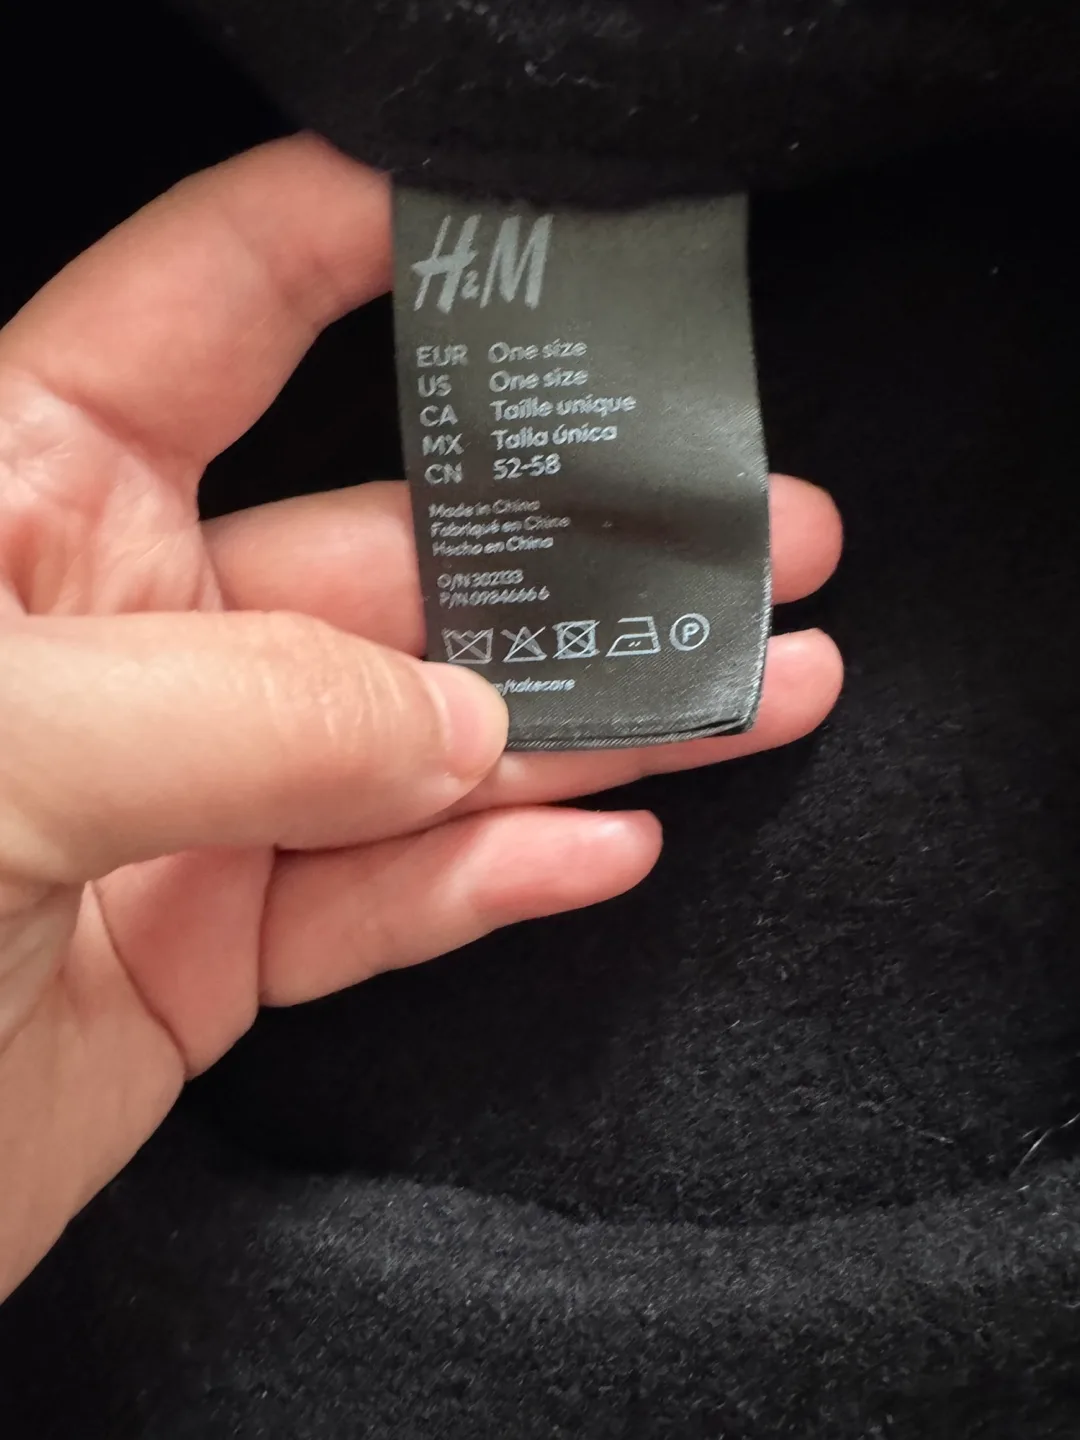 H&M
EUR One size
US One size
CA Taille unique
MX Talla única
CN 52-58
Made in China
Fabriqué en Chine
Hecho en China
O/N 302133
P/N 0984666 6
P
/takecare